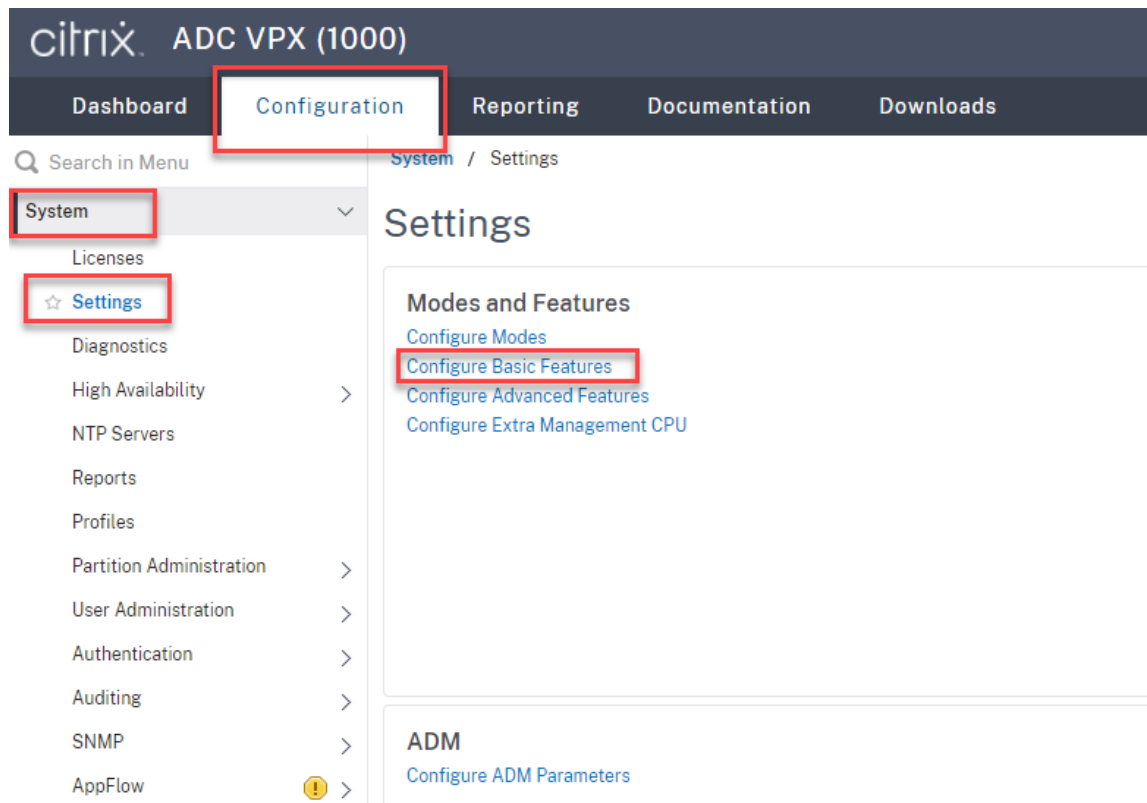 citrix. ADC VPX (1000)
Dashboard Configuration Reporting Documentation Downloads
Search in Menu
System / Settings
System
Settings
Licenses
Settings
Diagnostics
High Availability
NTP Servers
Reports
Profiles
Partition Administration
User Administration
Authentication
Auditing
SNMP
AppFlow
Modes and Features
Configure Modes
Configure Basic Features
Configure Advanced Features
Configure Extra Management CPU
ADM
Configure ADM Parameters